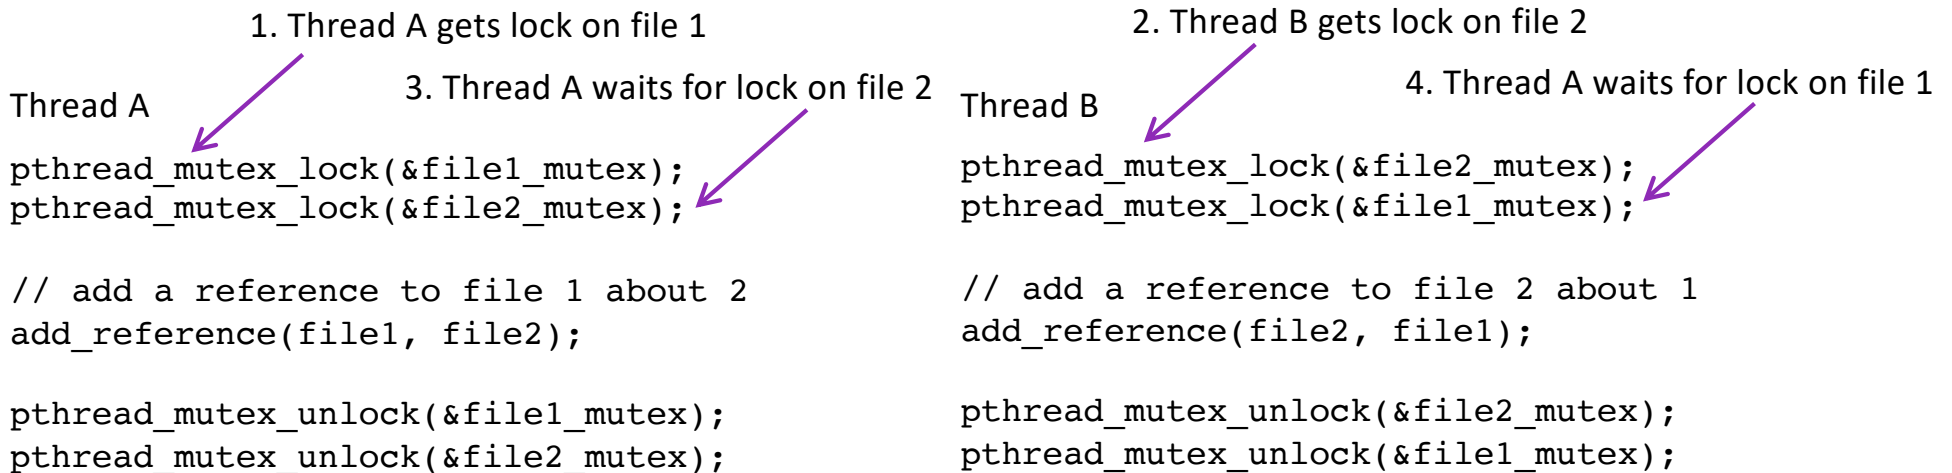 1. Thread A gets lock on file 1
3. Thread A waits for lock on file 2
Thread A
pthread_mutex_lock(&file1_mutex);
pthread_mutex_lock(&file2_mutex);
// add a reference to file 1 about 2
add_reference(file1, file2);
pthread_mutex_unlock(&file1_mutex);
pthread_mutex_unlock(&file2_mutex);
2. Thread B gets lock on file 2
4. Thread A waits for lock on file 1
Thread B
pthread_mutex_lock(&file2_mutex);
pthread_mutex_lock(&file1_mutex);
// add a reference to file 2 about 1
add_reference(file2, file1);
pthread_mutex_unlock(&file2_mutex);
pthread_mutex_unlock(&file1_mutex);